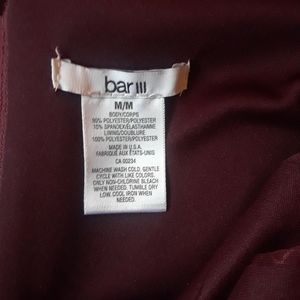 bar III
M/M
BODY/CORPS
90% POLYESTER/POLYESTER
10% SPANDEX/ELASTHANNE
LINING/DOUBLURE
100% POLYESTER/POLYESTER
MADE IN U.S.A.
FABRIQUE AUX ÉTATS-UNIS
CA 00234
MACHINE WASH COLD, GENTLE
CYCLE WITH LIKE COLORS.
ONLY NON-CHLORINE BLEACH
WHEN NEEDED. TUMBLE DRY
LOW. COOL IRON WHEN
NEEDED.